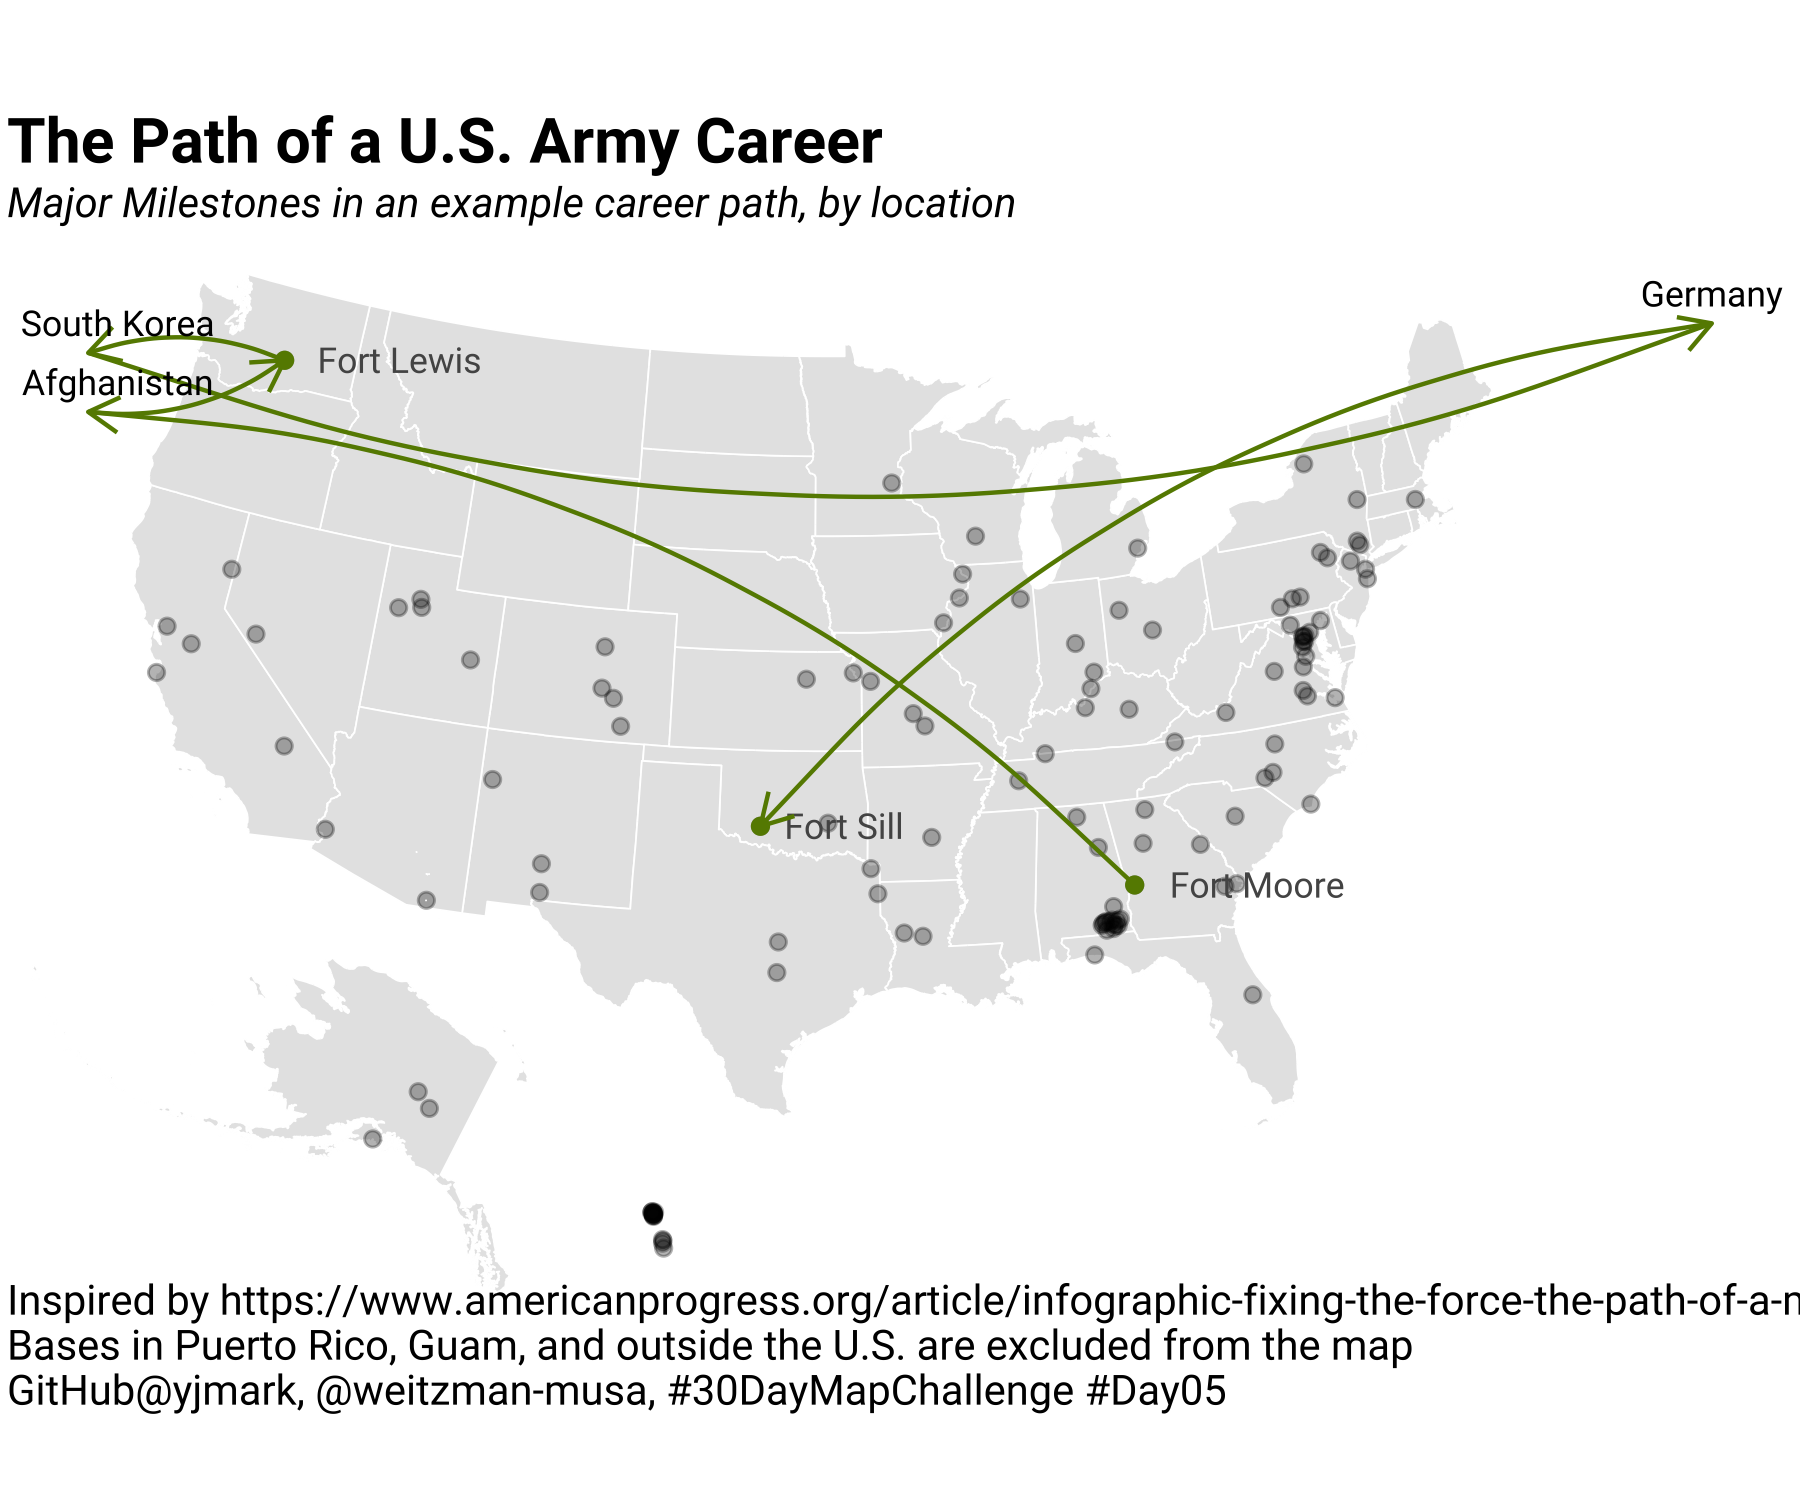 The Path of a U.S. Army Career
Major Milestones in an example career path, by location
Germany
South Korea
Fort Lewis
Afghanistan
Fort Sill
Fort Moore
Inspired by https://www.americanprogress.org/article/infographic-fixing-the-force-the-path-of-a-
Bases in Puerto Rico, Guam, and outside the U.S. are excluded from the map
GitHub@yjmark, @weitzman-musa, #30DayMapChallenge #Day05